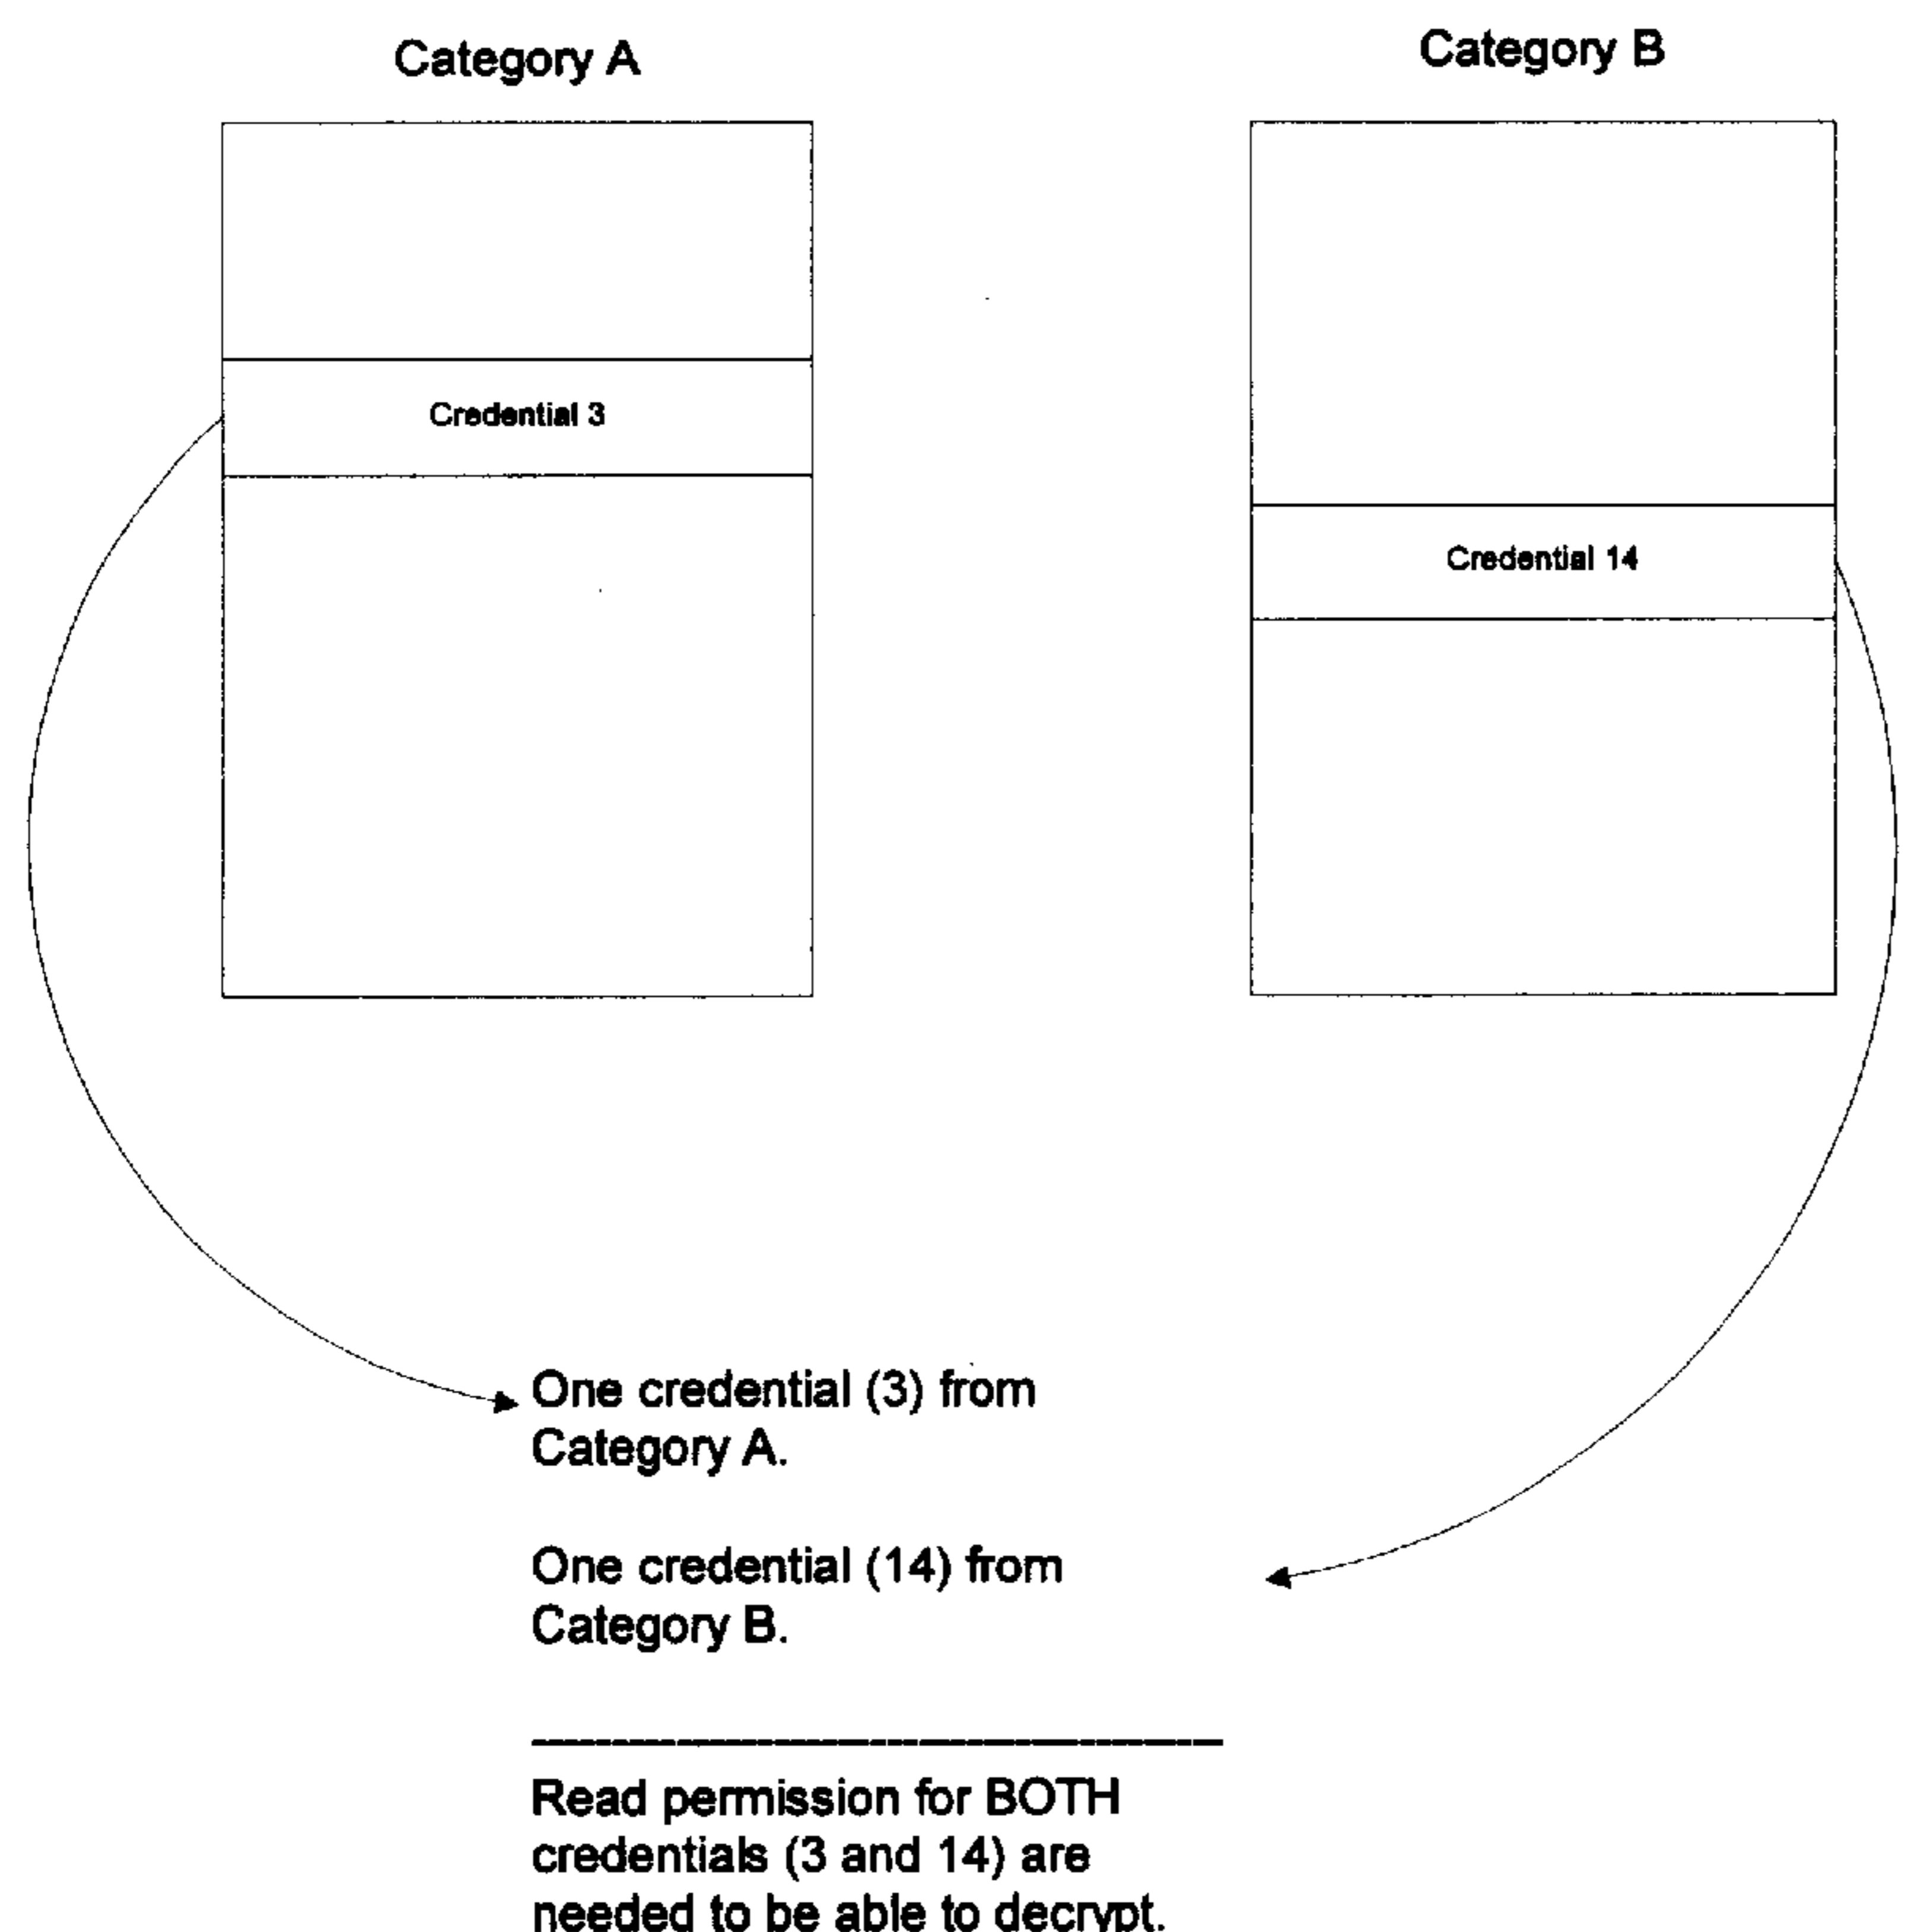 Category A
Category B
Credential 3
Credential 14
One credential (3) from
Category A.
One credential (14) from
Category B.
Read permission for BOTH
credentials (3 and 14) are
needed to be able to decrypt.